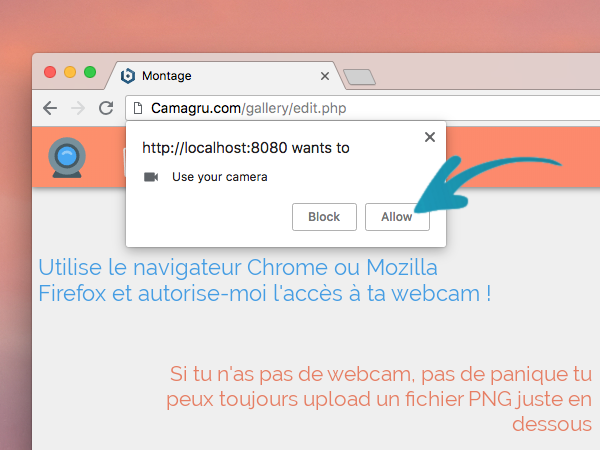 Montage
Camagru.com/gallery/edit.php
http://localhost:8080 wants to
Use your camera
Block
Allow
Utilise le navigateur Chrome ou Mozilla
Firefox et autorise-moi l'accès à ta webcam !
Si tu n'as pas de webcam, pas de panique tu
peux toujours upload un fichier PNG juste en
dessous